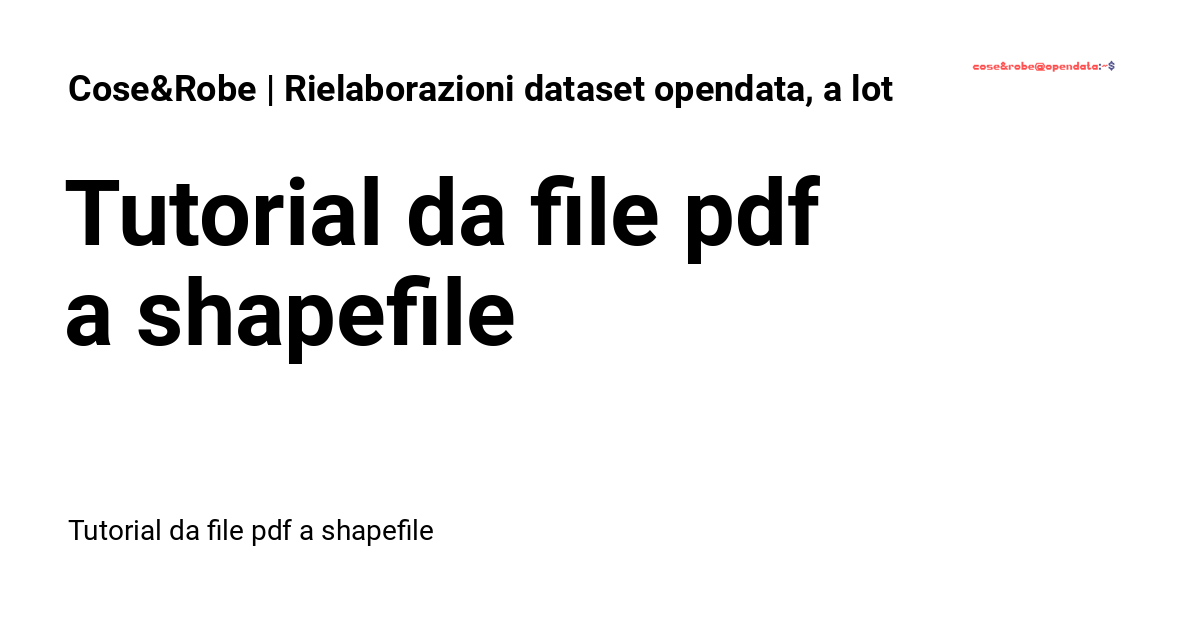 Cose&Robe | Rielaborazioni dataset opendata, a lot
cose&robe@opendata:~$
Tutorial da file pdf
a shapefile
Tutorial da file pdf a shapefile